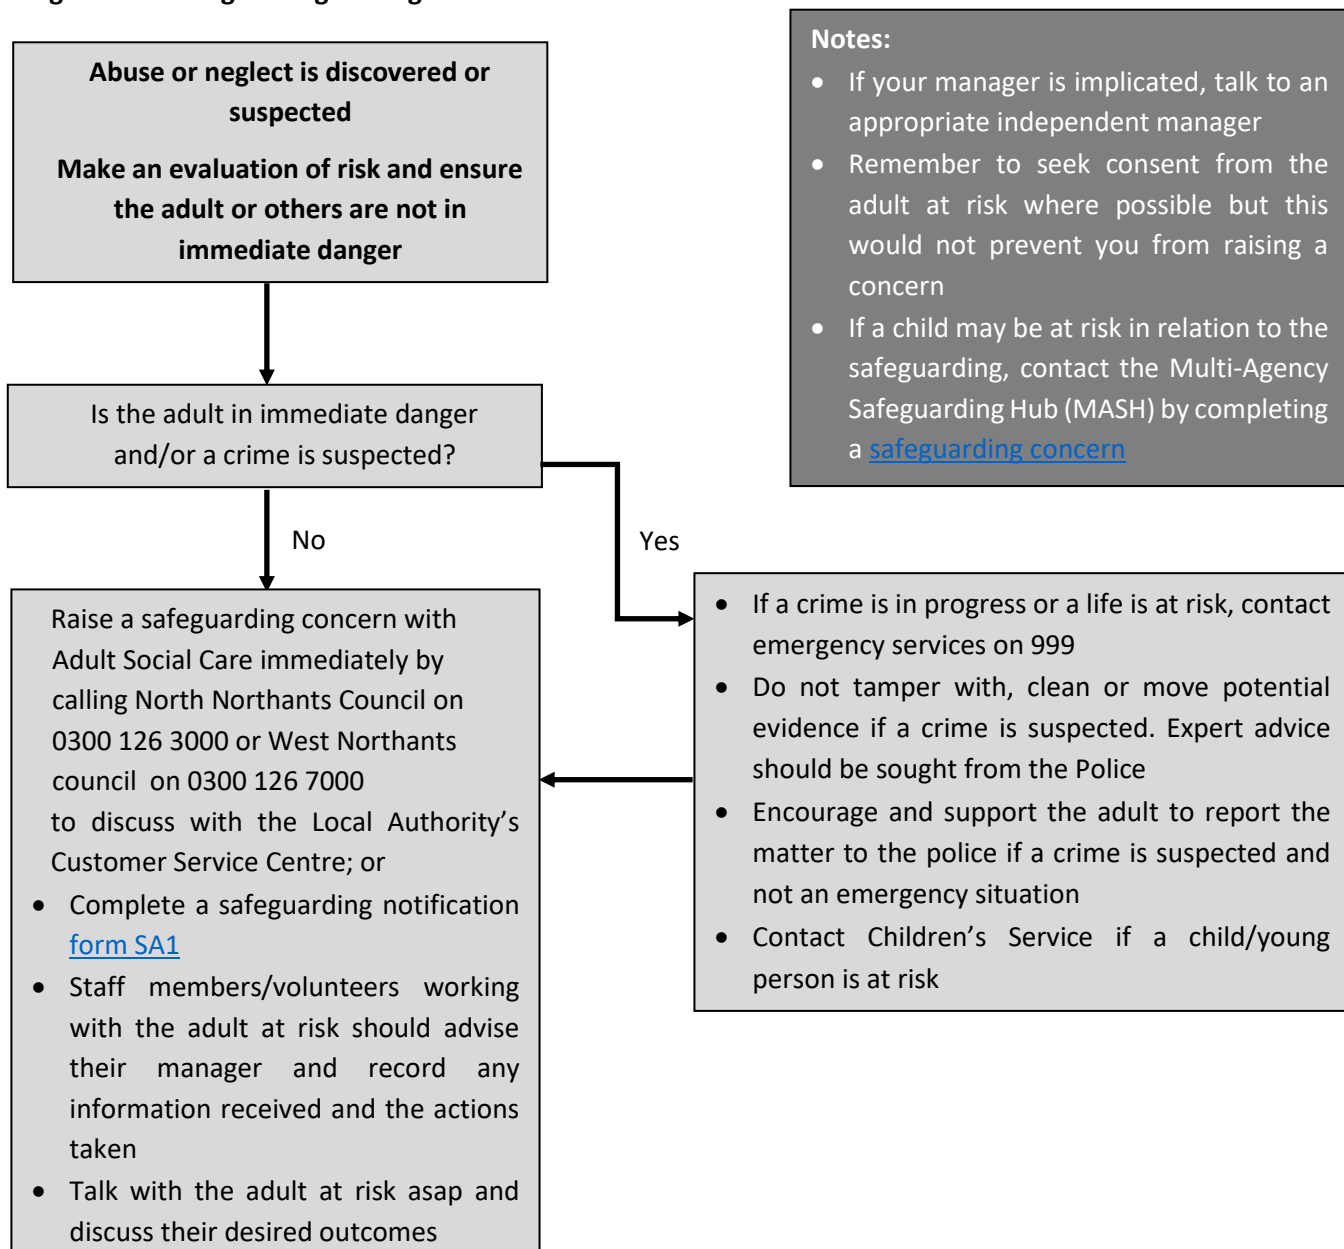 Abuse or neglect is discovered or
suspected
Make an evaluation of risk and ensure
the adult or others are not in
immediate danger
Notes:
• If your manager is implicated, talk to an
appropriate independent manager
• Remember to seek consent from the
adult at risk where possible but this
would not prevent you from raising a
concern
• If a child may be at risk in relation to the
safeguarding, contact the Multi-Agency
Safeguarding Hub (MASH) by completing
a safeguarding concern
Is the adult in immediate danger
and/or a crime is suspected?
No
Yes
Raise a safeguarding concern with
Adult Social Care immediately by
calling North Northants Council on
0300 126 3000 or West Northants
council on 0300 126 7000
to discuss with the Local Authority’s
Customer Service Centre; or
• Complete a safeguarding notification
form SA1
• Staff members/volunteers working
with the adult at risk should advise
their manager and record any
information received and the actions
taken
• Talk with the adult at risk asap and
discuss their desired outcomes
• If a crime is in progress or a life is at risk, contact
emergency services on 999
• Do not tamper with, clean or move potential
evidence if a crime is suspected. Expert advice
should be sought from the Police
• Encourage and support the adult to report the
matter to the police if a crime is suspected and
not an emergency situation
• Contact Children’s Service if a child/young
person is at risk